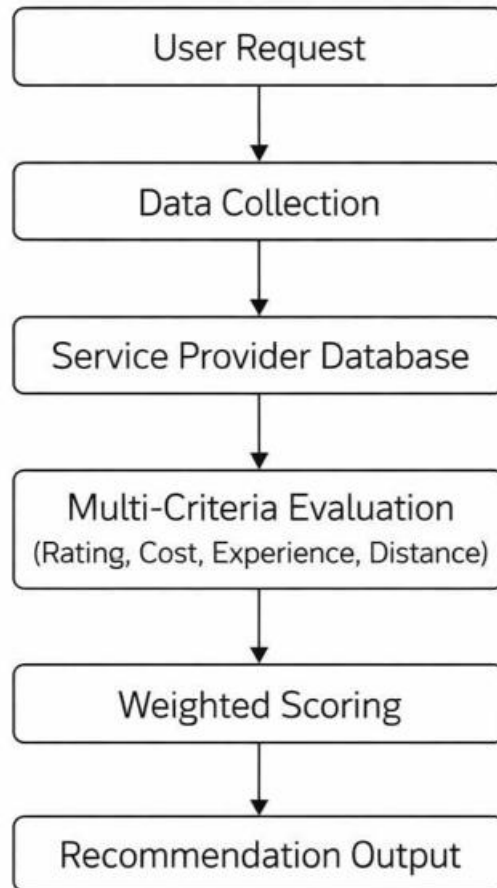 User Request
Data Collection
Service Provider Database
Multi-Criteria Evaluation
(Rating, Cost, Experience, Distance)
Weighted Scoring
Recommendation Output